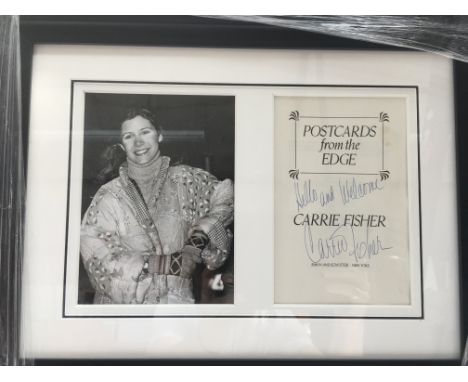 POSTCARDS
from the
EDGE
Hello and Welcome
CARRIE FISHER
Carrie Fisher
SIMON AND SCHUSTER · NEW YORK